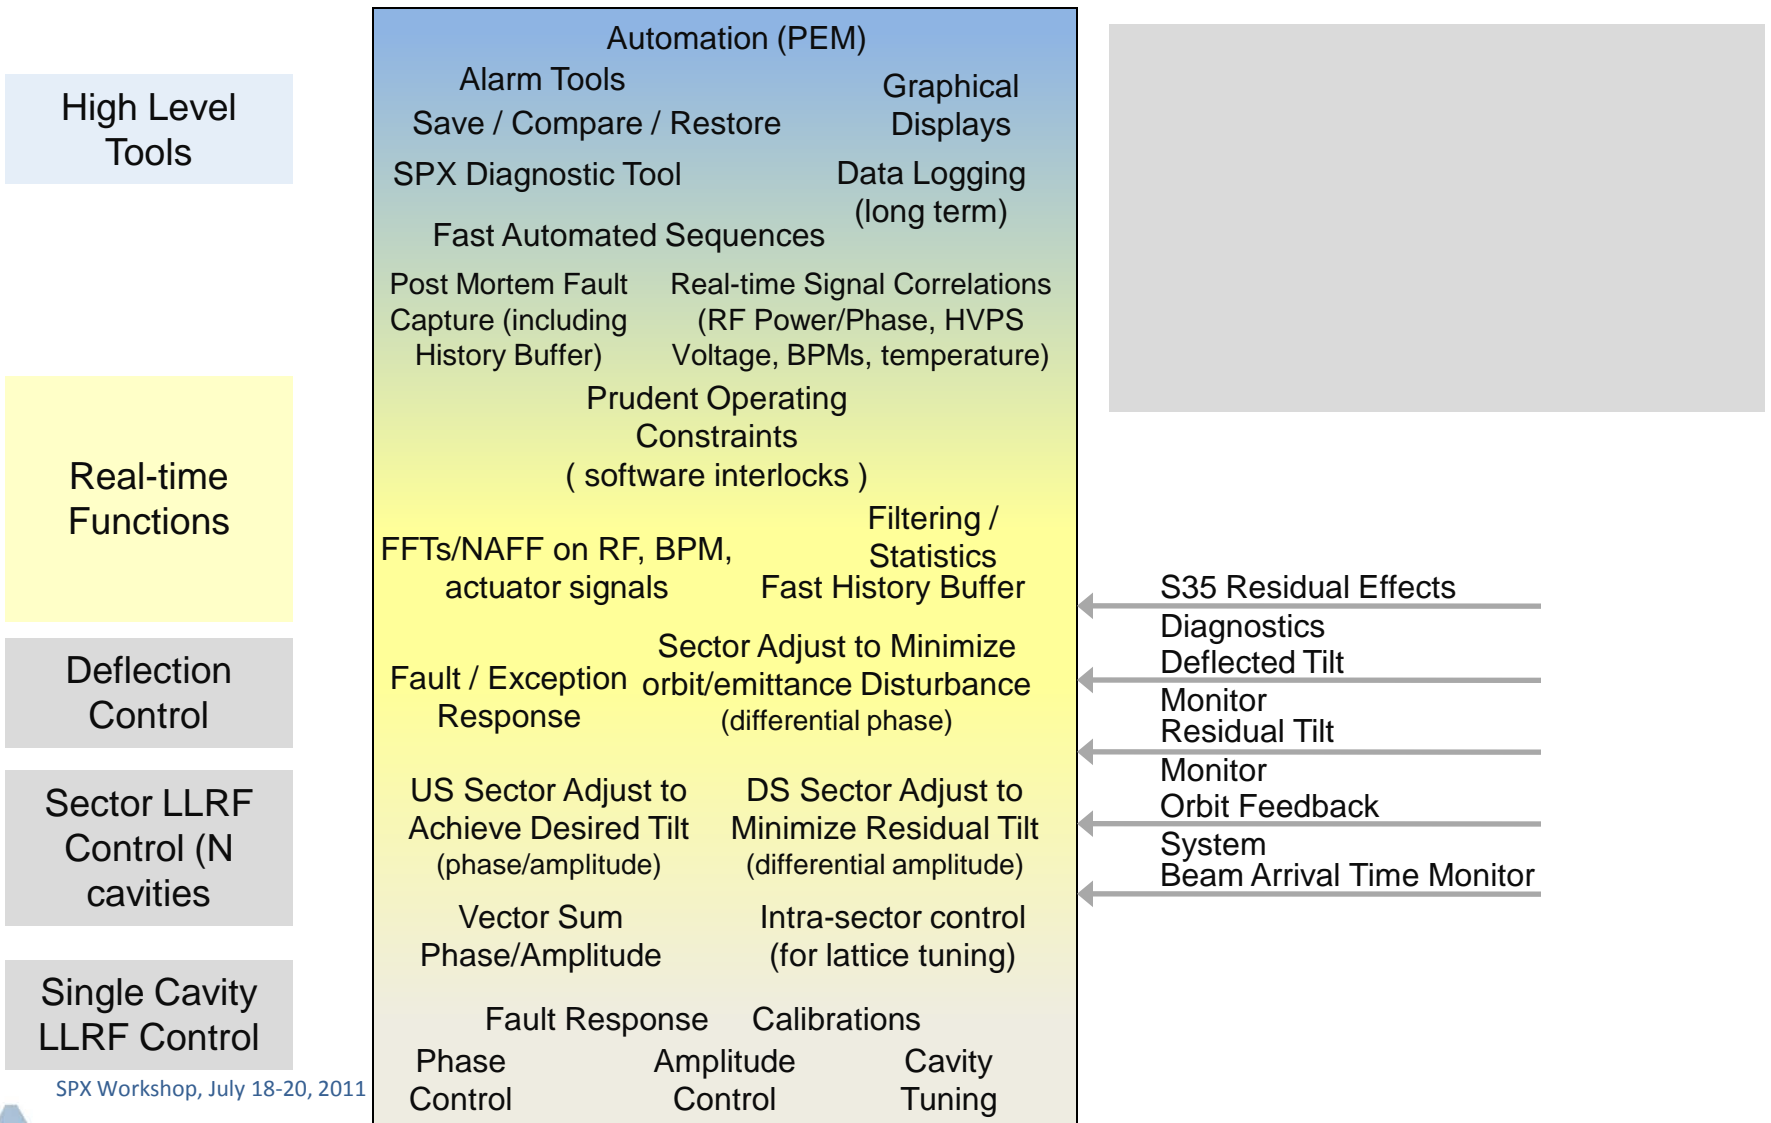 High Level
Tools
Real-time
Functions
Deflection
Control
Sector LLRF
Control (N
cavities
Single Cavity
LLRF Control
SPX Workshop, July 18-20, 2011
Automation (PEM)
Alarm Tools
Graphical
Displays
Save / Compare / Restore
SPX Diagnostic Tool
Data Logging
(long term)
Fast Automated Sequences
Post Mortem Fault
Capture (including
History Buffer)
Real-time Signal Correlations
(RF Power/Phase, HVPS
Voltage, BPMs, temperature)
Prudent Operating
Constraints
( software interlocks )
Filtering /
Statistics
FFTs/NAFF on RF, BPM,
actuator signals
Fast History Buffer
Sector Adjust to Minimize
orbit/emittance Disturbance
(differential phase)
Fault / Exception
Response
US Sector Adjust to
Achieve Desired Tilt
(phase/amplitude)
DS Sector Adjust to
Minimize Residual Tilt
(differential amplitude)
Vector Sum
Phase/Amplitude
Intra-sector control
(for lattice tuning)
Fault Response
Calibrations
Phase
Control
Amplitude
Control
Cavity
Tuning
S35 Residual Effects
Diagnostics
Deflected Tilt
Monitor
Residual Tilt
Monitor
Orbit Feedback
System
Beam Arrival Time Monitor